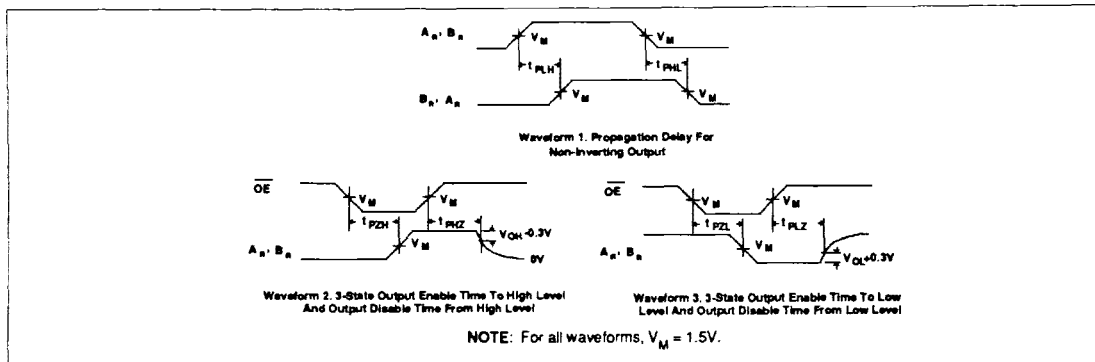 Aₙ, Bₙ
V_M
V_M
t_PLH
t_PHL
Bₙ, Aₙ
V_M
V_M
Waveform 1. Propagation Delay For
Non-Inverting Output
O̅E̅
V_M
V_M
t_PZH
t_PHZ
V_OH-0.3V
V_M
Aₙ, Bₙ
0V
Waveform 2. 3-State Output Enable Time To High Level
And Output Disable Time From High Level
O̅E̅
V_M
V_M
t_PZL
t_PLZ
V_M
V_OL+0.3V
Aₙ, Bₙ
Waveform 3. 3-State Output Enable Time To Low
Level And Output Disable Time From Low Level
NOTE: For all waveforms, V_M = 1.5V.